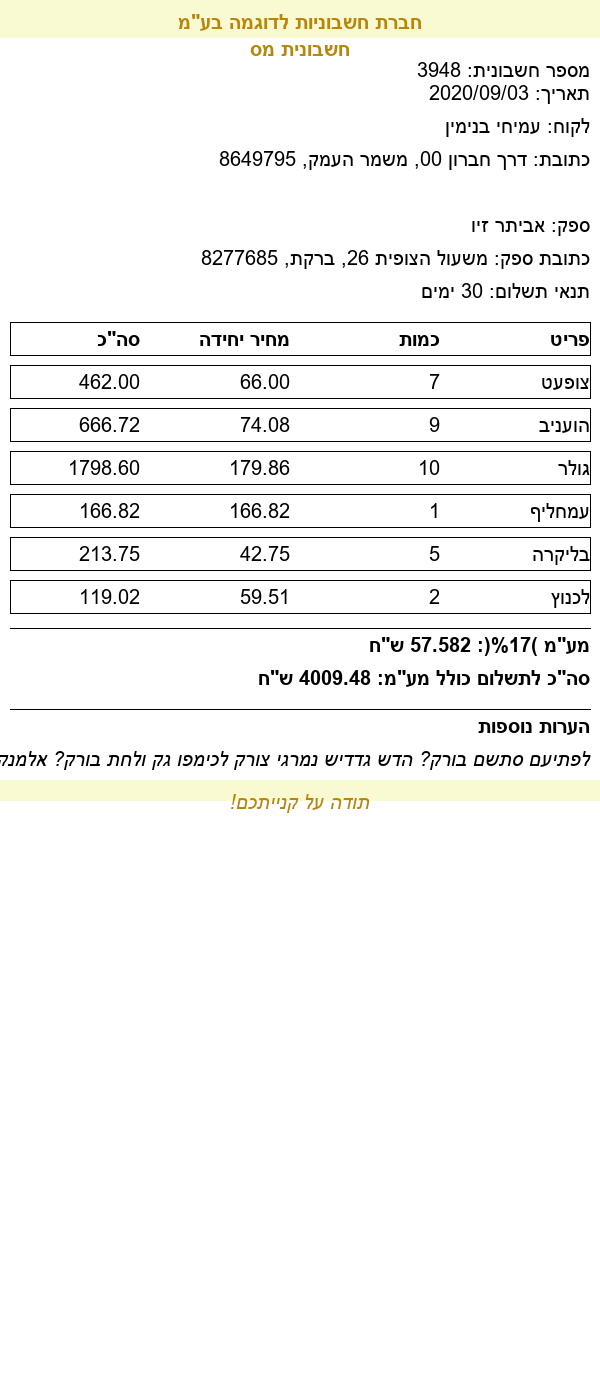 חברת חשבוניות לדוגמה בע"מ
חשבונית מס
מספר חשבונית: 3948
תאריך: 2020/09/03
לקוח: עמיחי בנימין
כתובת: דרך חברון 00, משמר העמק, 8649795
ספק: אביתר זיו
כתובת ספק: משעול הצופית 26, ברקת, 8277685
תנאי תשלום: 30 ימים
פריט כמות מחיר יחידה סה"כ
צופעט 7 66.00 462.00
הועניב 9 74.08 666.72
גולר 10 179.86 1798.60
עמחליף 1 166.82 166.82
בליקרה 5 42.75 213.75
לכנוץ 2 59.51 119.02
מע"מ )17%(: 57.582 ש"ח
סה"כ לתשלום כולל מע"מ: 4009.48 ש"ח
הערות נוספות
לפתיעם סתשם בורק? הדש גדדיש נמרגי צורק לכימפו גק ולחת בורק?
תודה על קנייתכם!